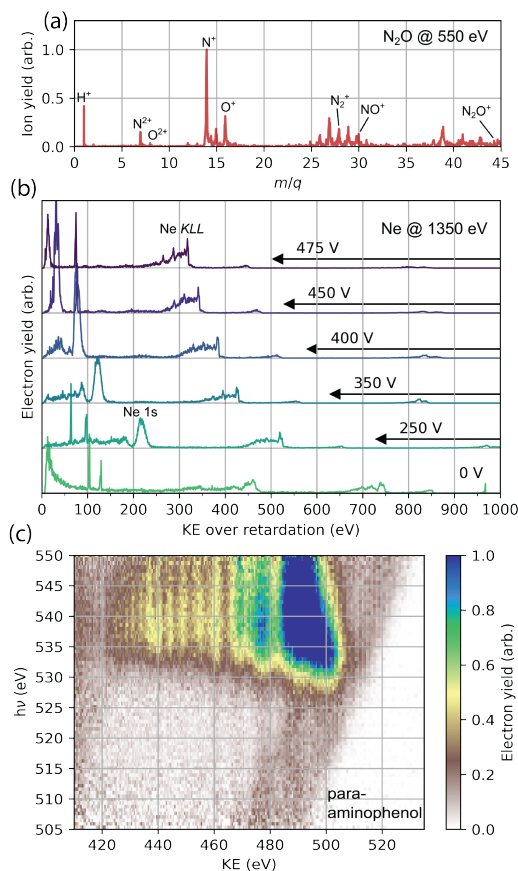 (a)
N₂O @ 550 eV
Ion yield (arb.)
1.0
0.5
0.0
H⁺
N²⁺
O²⁺
N⁺
O⁺
N₂⁺
NO⁺
N₂O⁺
0 5 10 15 20 25 30 35 40 45
m/q
(b)
Ne @ 1350 eV
Electron yield (arb.)
Ne KLL
475 V
450 V
400 V
350 V
Ne 1s
250 V
0 V
0 100 200 300 400 500 600 700 800 900 1000
KE over retardation (eV)
(c)
hν (eV)
550
545
540
535
530
525
520
515
510
505
para-
aminophenol
420 440 460 480 500 520
KE (eV)
1.0
0.8
0.6
0.4
0.2
0.0
Electron yield (arb.)